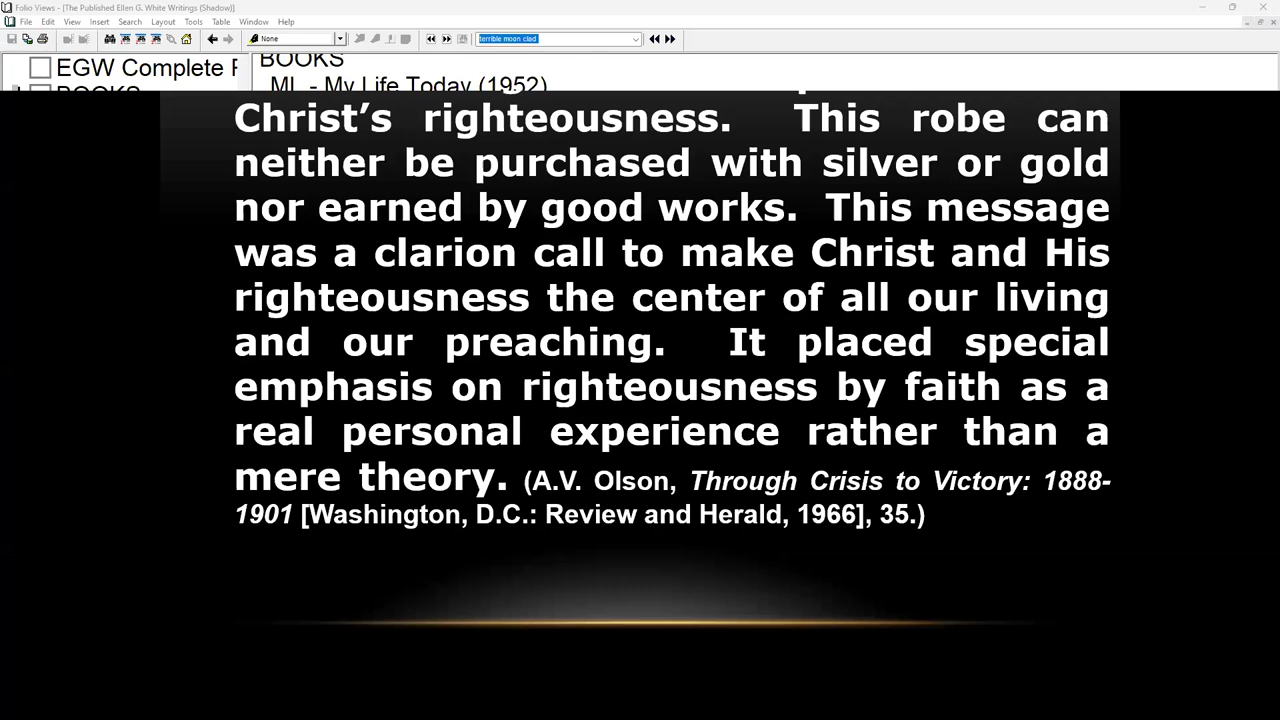 Folio Views - [The Published Ellen G. White Writings (Shadow)]
File Edit View Insert Search Layout Tools Table Window Help
None
terrible moon clad
EGW Complete
BOOKS
BOOKS
ML - My Life Today (1952)
Christ's righteousness. This robe can
neither be purchased with silver or gold
nor earned by good works. This message
was a clarion call to make Christ and His
righteousness the center of all our living
and our preaching. It placed special
emphasis on righteousness by faith as a
real personal experience rather than a
mere theory. (A.V. Olson, Through Crisis to Victory: 1888-
1901 [Washington, D.C.: Review and Herald, 1966], 35.)